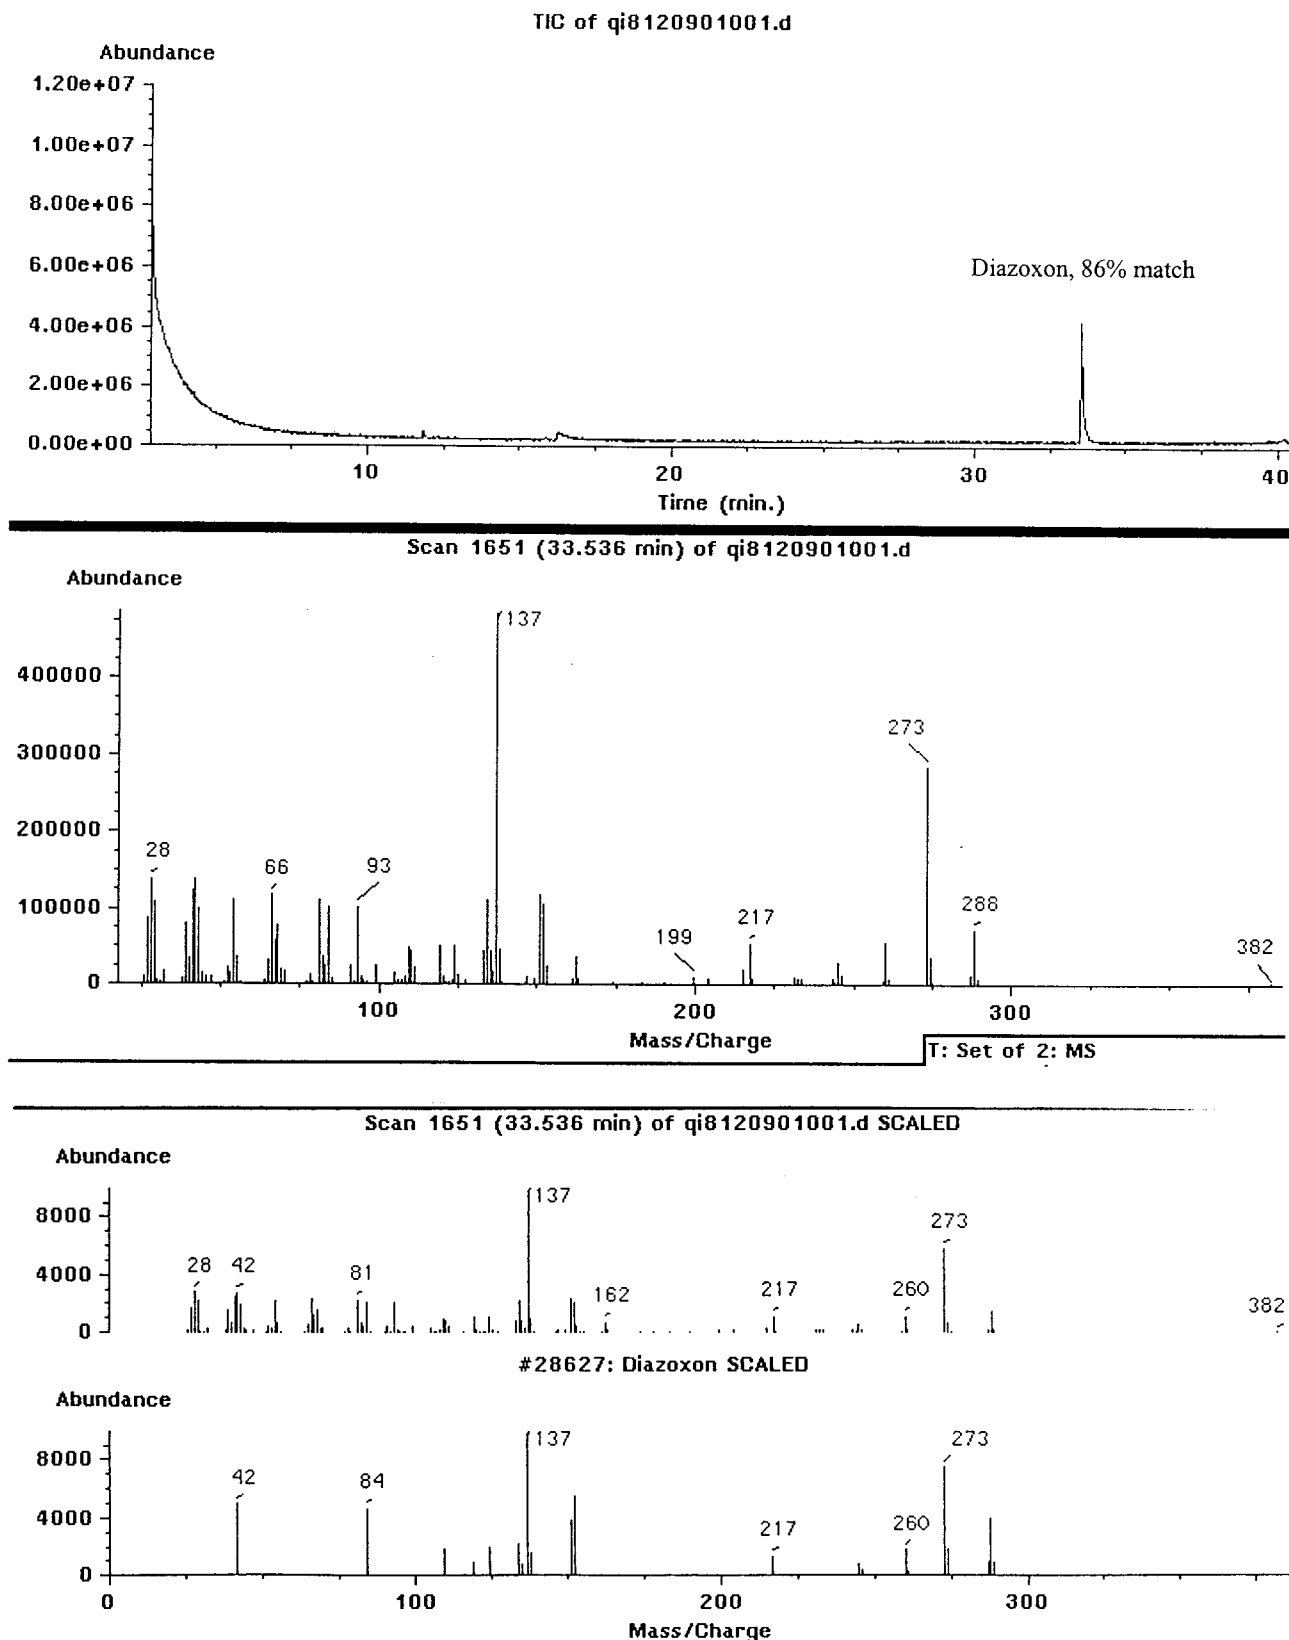 TIC of qi8120901001.d
Abundance
1.20e+07
1.00e+07
8.00e+06
6.00e+06
4.00e+06
2.00e+06
0.00e+00
Diazoxon, 86% match
10 20 30 40
Time (min.)
Scan 1651 (33.536 min) of qi8120901001.d
Abundance
400000
300000
200000
100000
0
137
273
28
66
93
199
217
288
382
100 200 300
Mass/Charge
T: Set of 2: MS
Scan 1651 (33.536 min) of qi8120901001.d SCALED
Abundance
8000
4000
0
137
273
28
42
81
162
217
260
382
#28627: Diazoxon SCALED
Abundance
8000
4000
0
137
273
42
84
217
260
0 100 200 300
Mass/Charge